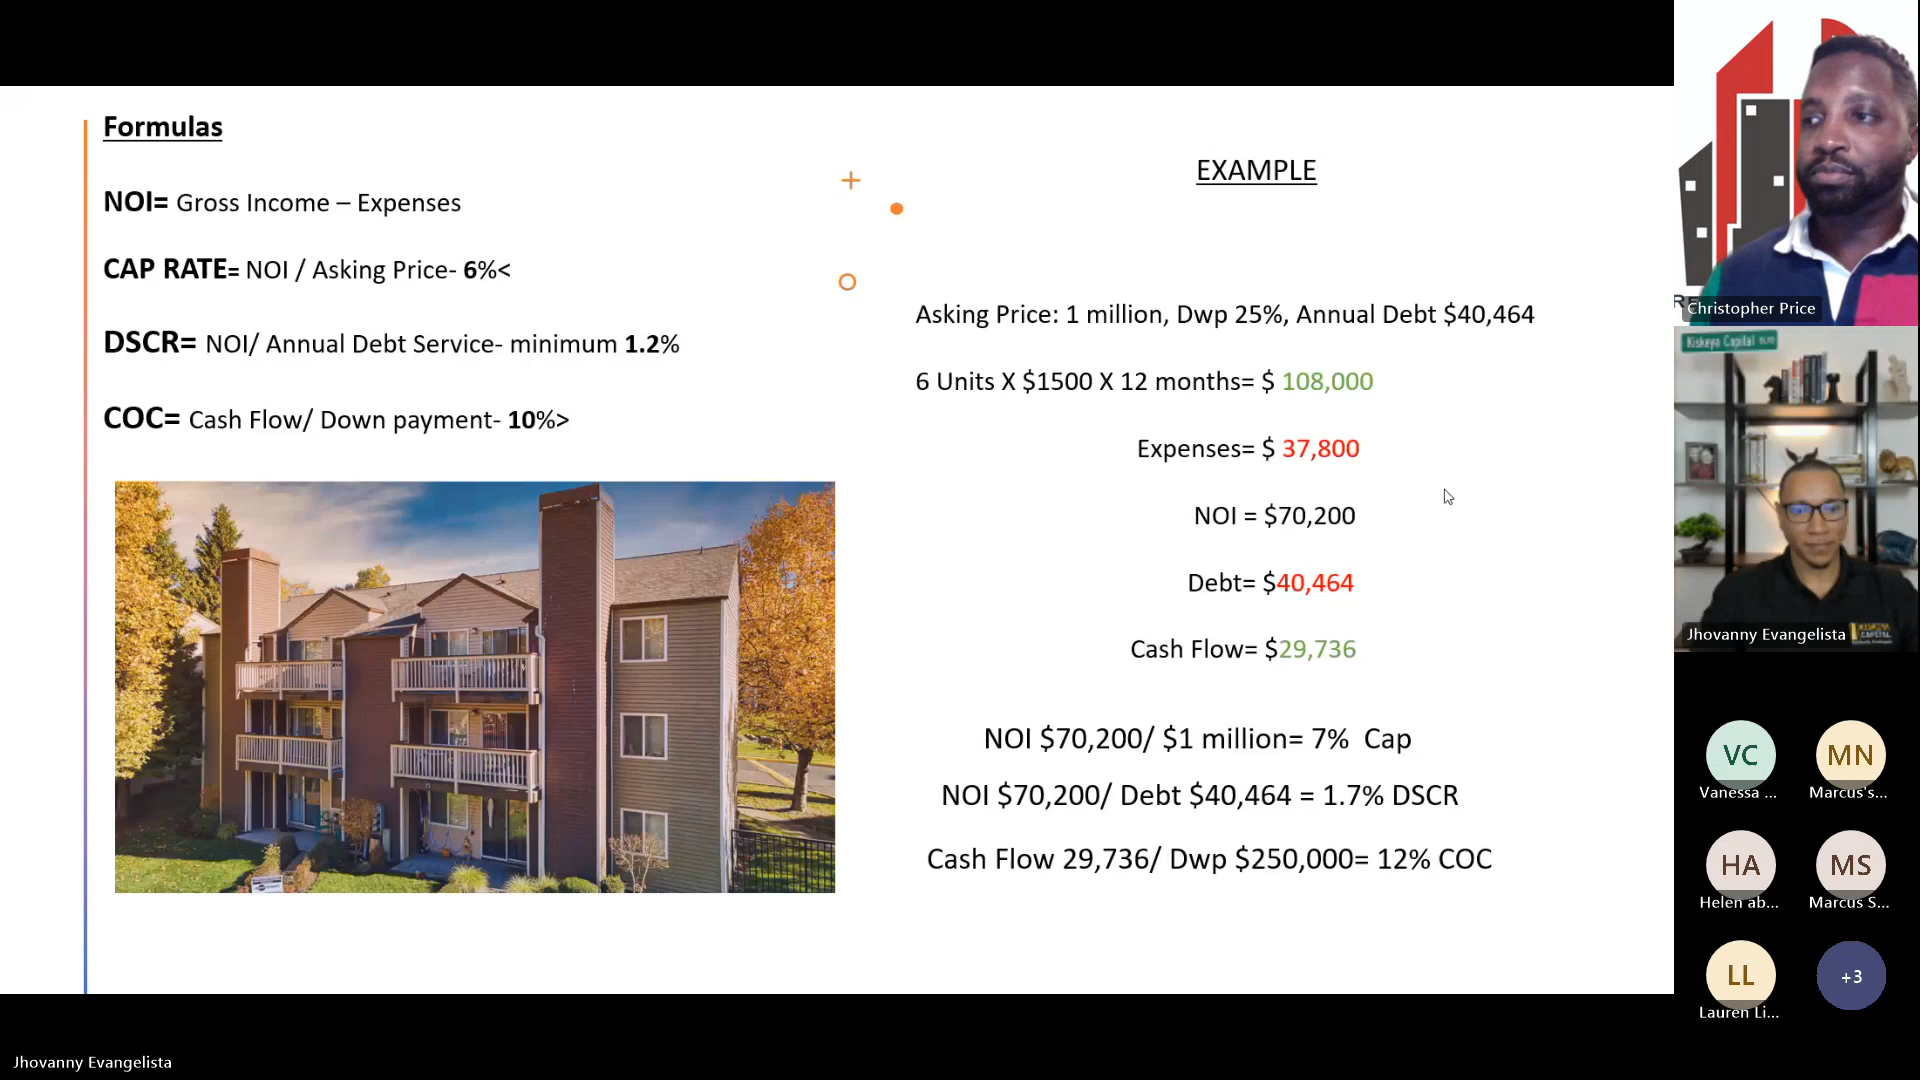 Formulas
NOI= Gross Income – Expenses
CAP RATE= NOI / Asking Price- 6%<
DSCR= NOI/ Annual Debt Service- minimum 1.2%
COC= Cash Flow/ Down payment- 10%>
EXAMPLE
Asking Price: 1 million, Dwp 25%, Annual Debt $40,464
6 Units X $1500 X 12 months= $ 108,000
Expenses= $ 37,800
NOI = $70,200
Debt= $40,464
Cash Flow= $29,736
NOI $70,200/ $1 million= 7% Cap
NOI $70,200/ Debt $40,464 = 1.7% DSCR
Cash Flow 29,736/ Dwp $250,000= 12% COC
Christopher Price
Kiskeya Capital BLVD
Jhovanny Evangelista
VC
Vanessa ...
MN
Marcus's...
HA
Helen ab...
MS
Marcus S...
LL
Lauren Li...
+3
Jhovanny Evangelista